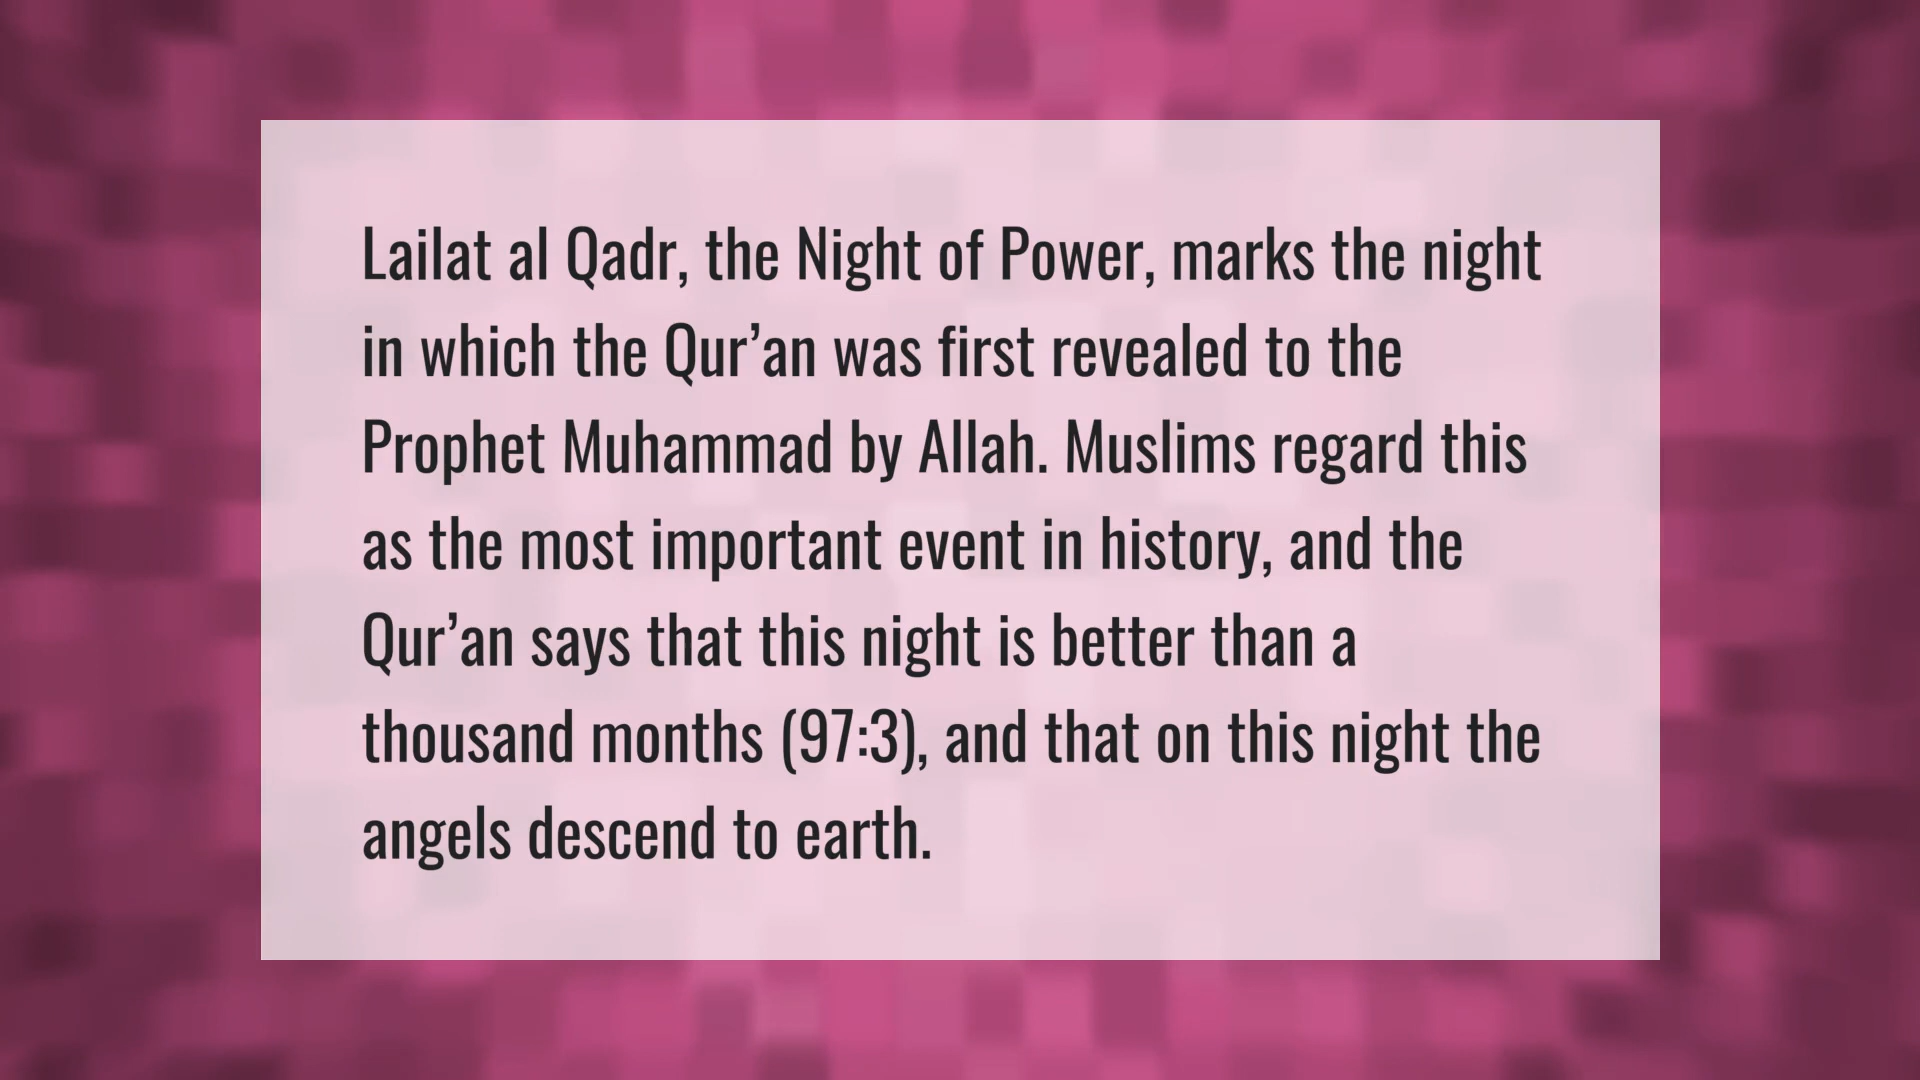 Lailat al Qadr, the Night of Power, marks the night
in which the Qur’an was first revealed to the
Prophet Muhammad by Allah. Muslims regard this
as the most important event in history, and the
Qur’an says that this night is better than a
thousand months (97:3), and that on this night the
angels descend to earth.